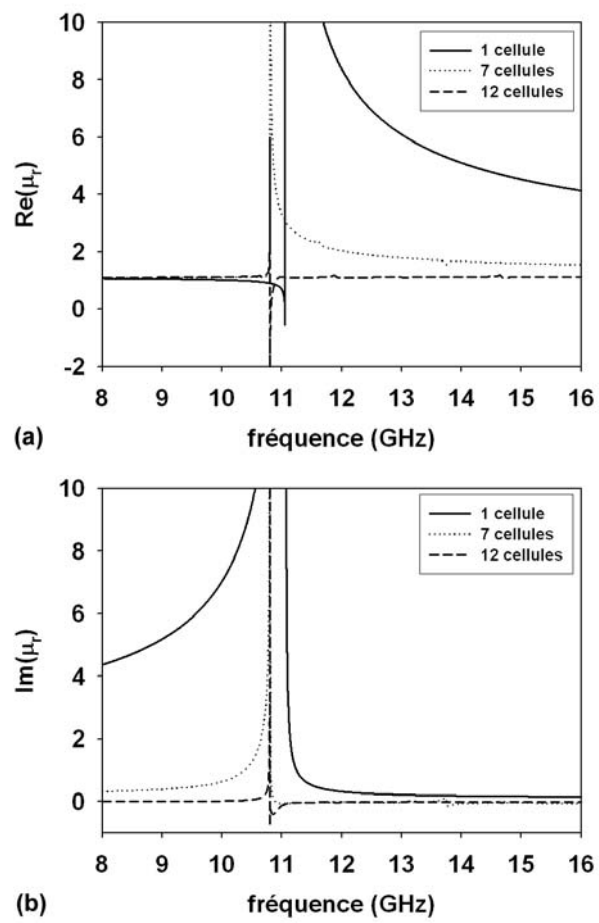 10
8
6
4
2
0
-2
Re(μr)
1 cellule
7 cellules
12 cellules
8 9 10 11 12 13 14 15 16
(a)
fréquence (GHz)
10
8
6
4
2
0
Im(μr)
1 cellule
7 cellules
12 cellules
8 9 10 11 12 13 14 15 16
(b)
fréquence (GHz)